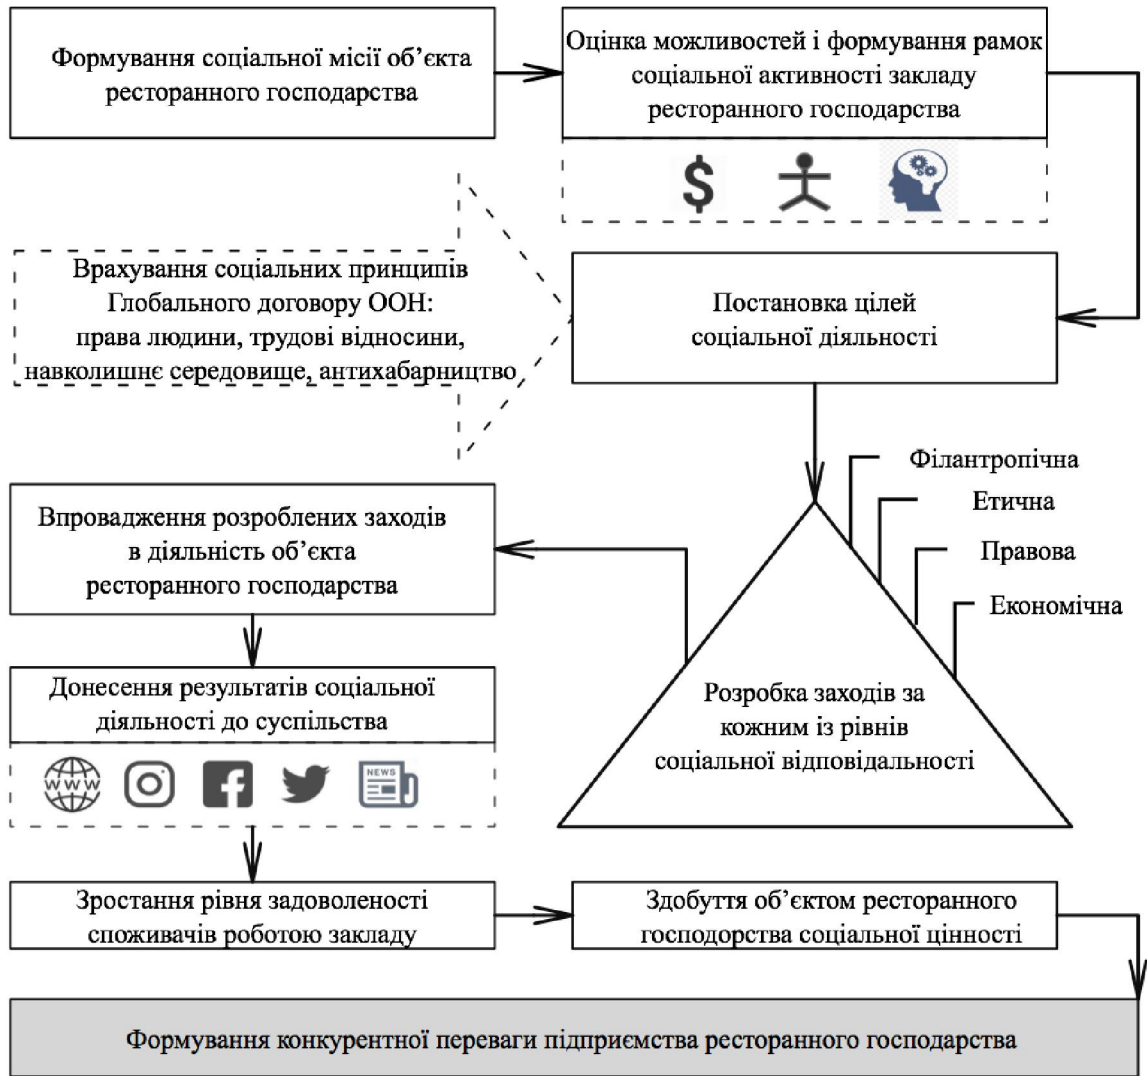 Формування соціальної місії об’єкта
ресторанного господарства
Оцінка можливостей і формування рамок
соціальної активності закладу
ресторанного господарства
$
Врахування соціальних принципів
Глобального договору ООН:
права людини, трудові відносини,
навколишнє середовище, антихабарництво
Постановка цілей
соціальної діяльності
Філантропічна
Етична
Правова
Економічна
Розробка заходів за
кожним із рівнів
соціальної відповідальності
Впровадження розроблених заходів
в діяльність об’єкта
ресторанного господарства
Донесення результатів соціальної
діяльності до суспільства
WWW
NEWS
Зростання рівня задоволеності
споживачів роботою закладу
Здобуття об’єктом ресторанного
господорства соціальної цінності
Формування конкурентної переваги підприємства ресторанного господарства